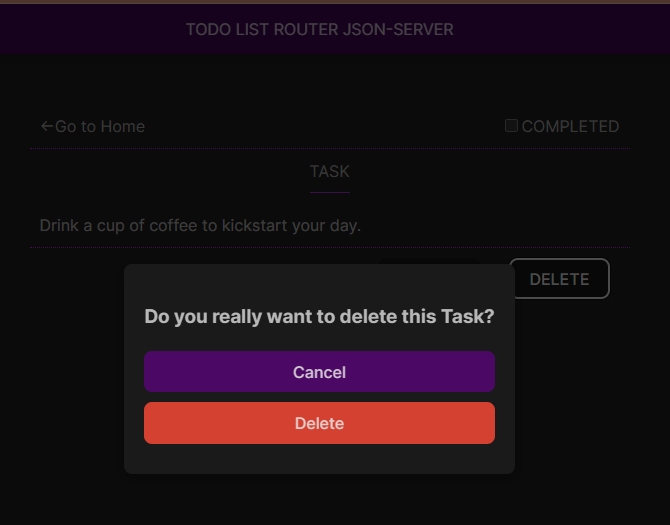 TODO LIST ROUTER JSON-SERVER
←Go to Home
COMPLETED
TASK
Drink a cup of coffee to kickstart your day.
DELETE
Do you really want to delete this Task?
Cancel
Delete